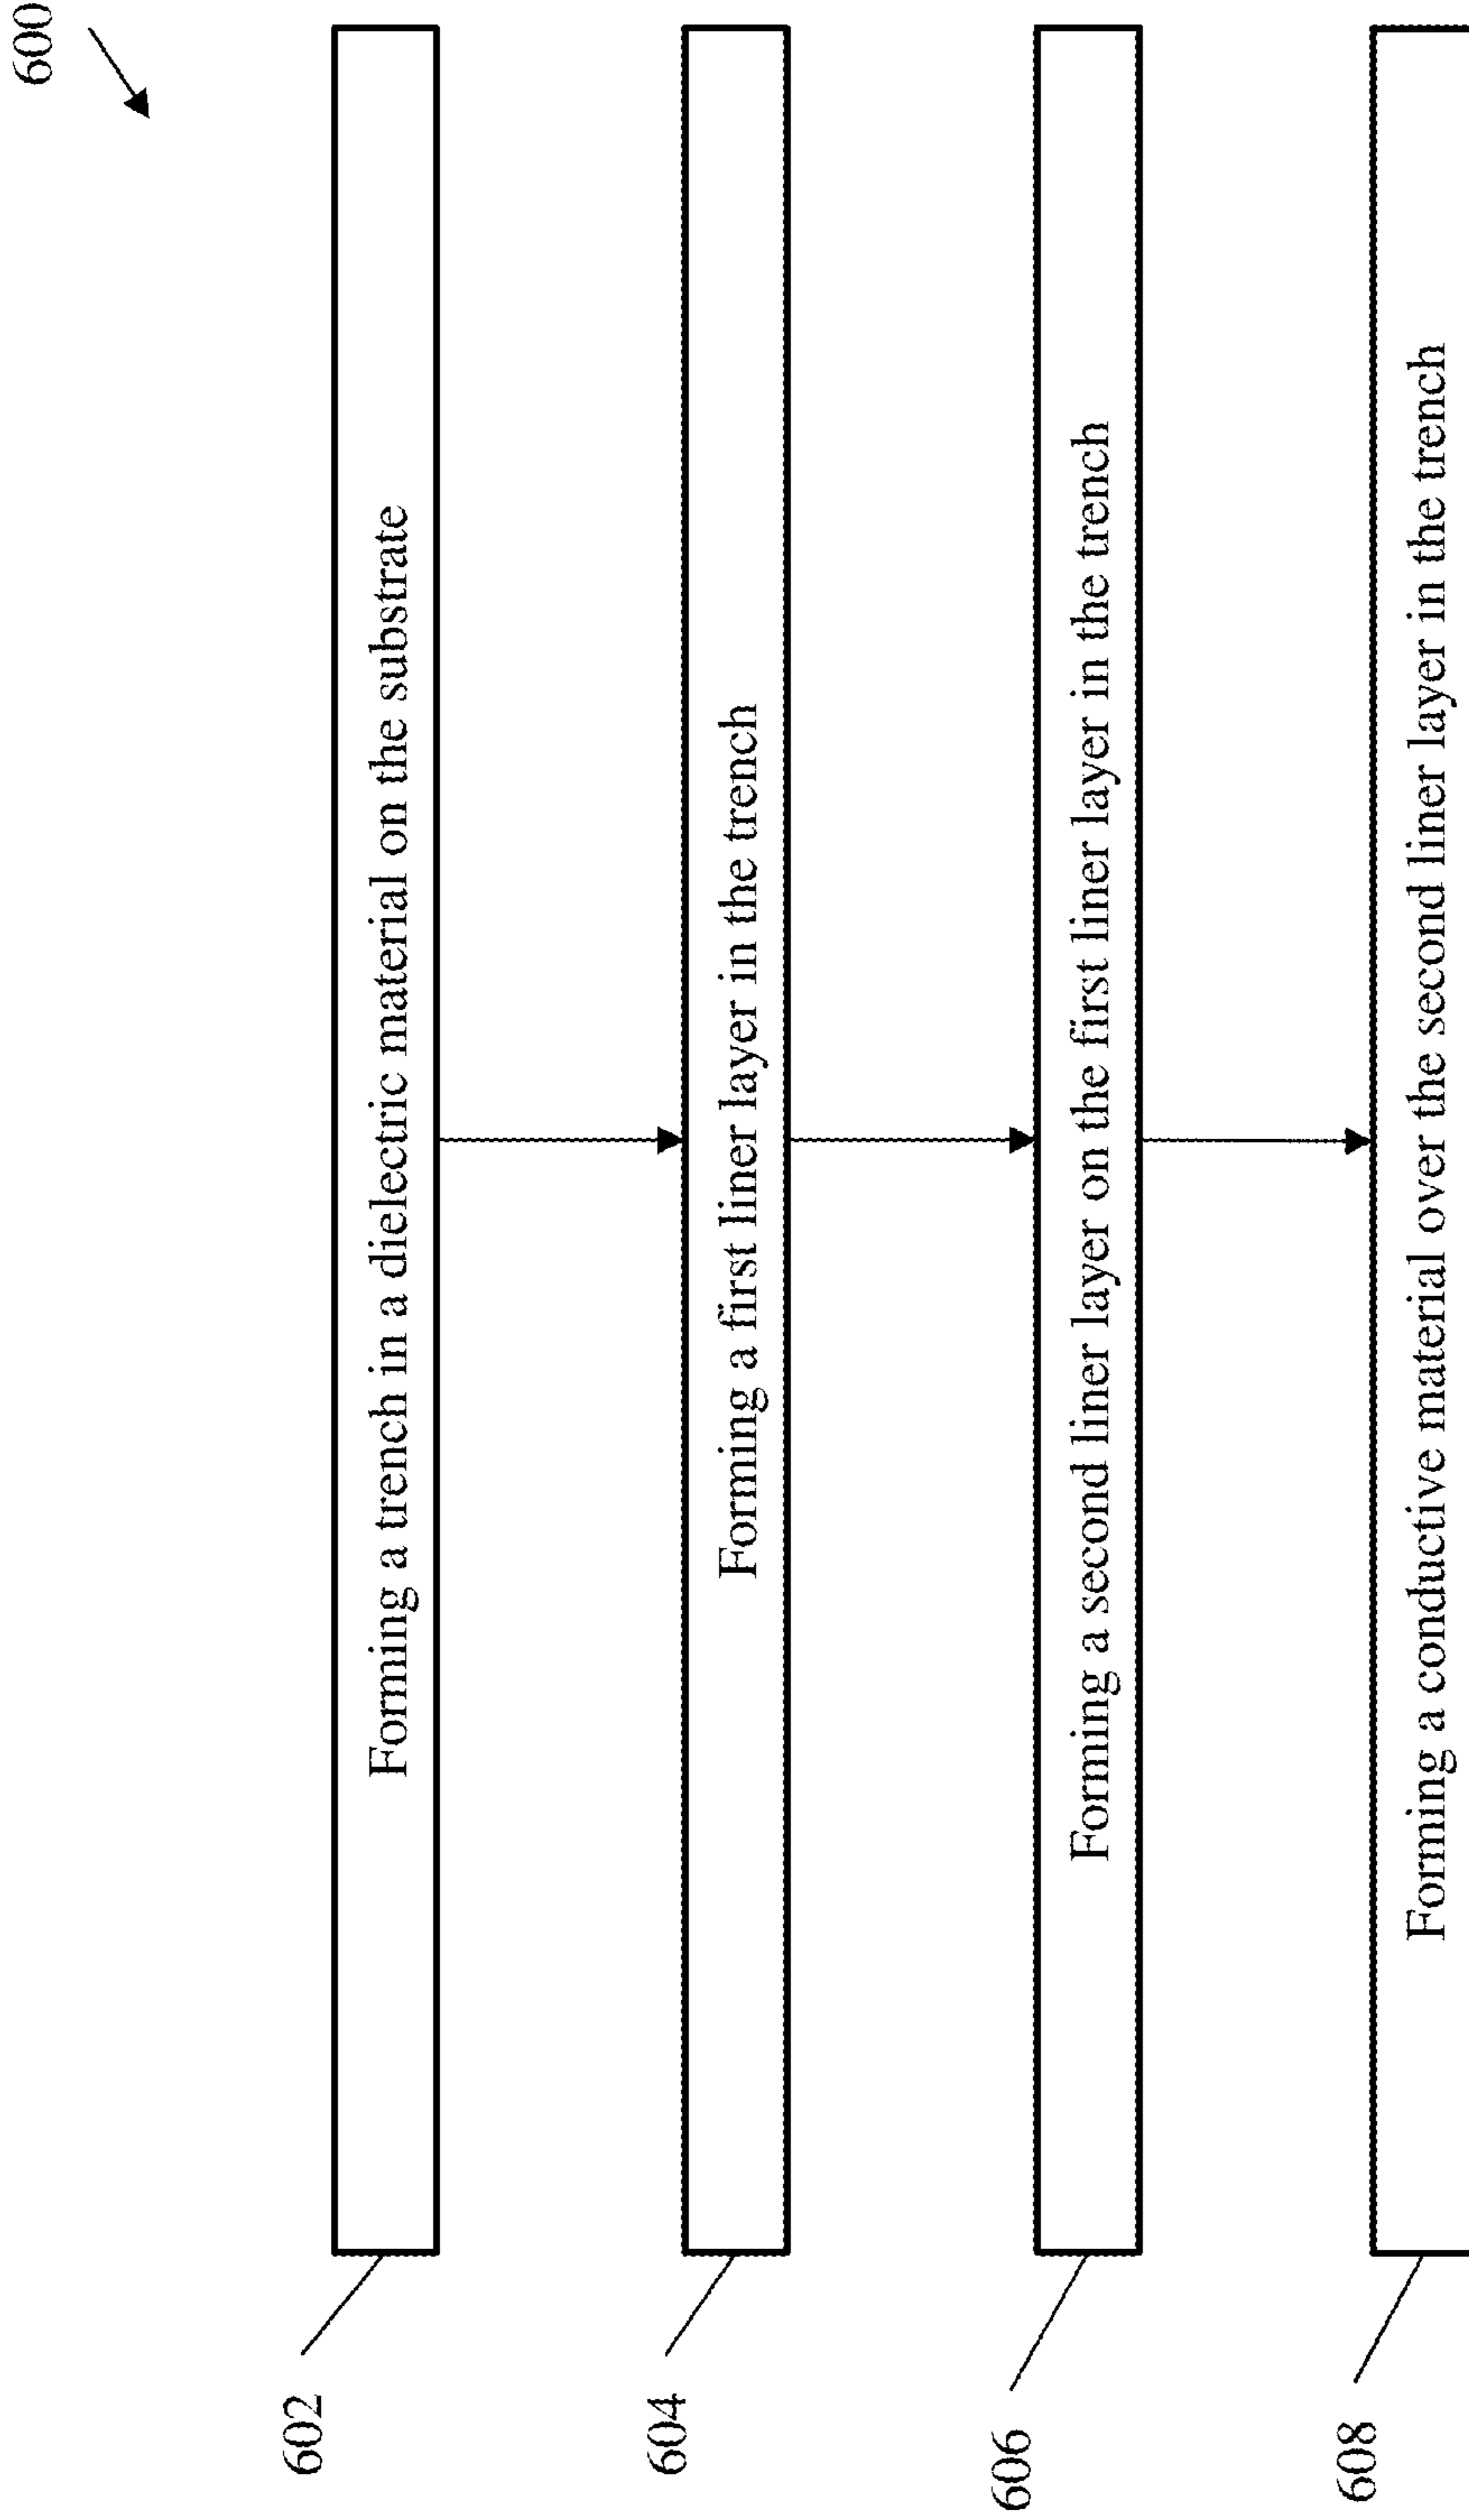 600
602
Forming a trench in a dielectric material on the substrate
604
Forming a first liner layer in the trench
606
Forming a second liner layer on the first liner layer in the trench
608
Forming a conductive material over the second liner layer in the trench